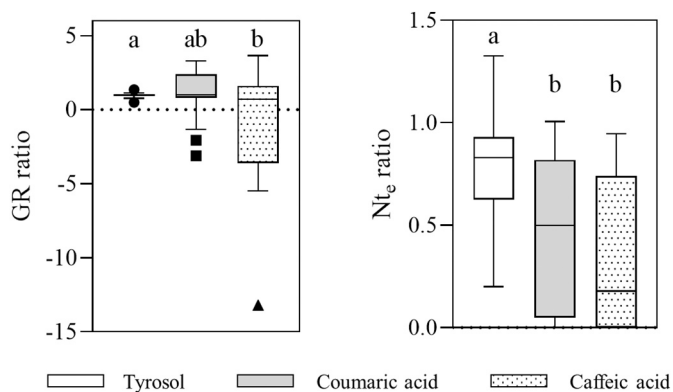 a ab b
5
0
-5
-10
-15
GR ratio
a
b b
1.5
1.0
0.5
0.0
Nte ratio
Tyrosol Coumaric acid Caffeic acid